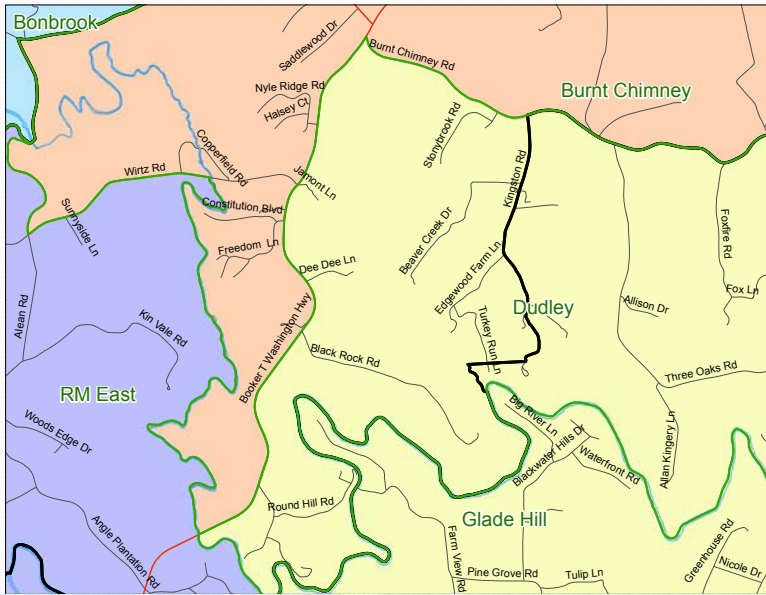 Bonbrook
Saddlewood Dr
Burnt Chimney Rd
Burnt Chimney
Nyle Ridge Rd
Halsey Ct
Stonybrook Rd
Copperfield Rd
Wirtz Rd
Jamont Ln
Kingston Rd
Constitution Blvd
Sunnyside Ln
Beaver Creek Dr
Foxfire Rd
Freedom Ln
Dee Dee Ln
Edgewood Farm Ln
Fox Ln
Alean Rd
Kin Vale Rd
Booker T Washington Hwy
Turkey Run Ln
Dudley
Allison Dr
Black Rock Rd
Three Oaks Rd
RM East
Big River Ln
Woods Edge Dr
Blackwater Hills Dr
Waterfront Rd
Allan Kingery Ln
Round Hill Rd
Glade Hill
Angle Plantation Rd
Farm View Rd
Greenhouse Rd
Pine Grove Rd
Tulip Ln
Nicole Dr